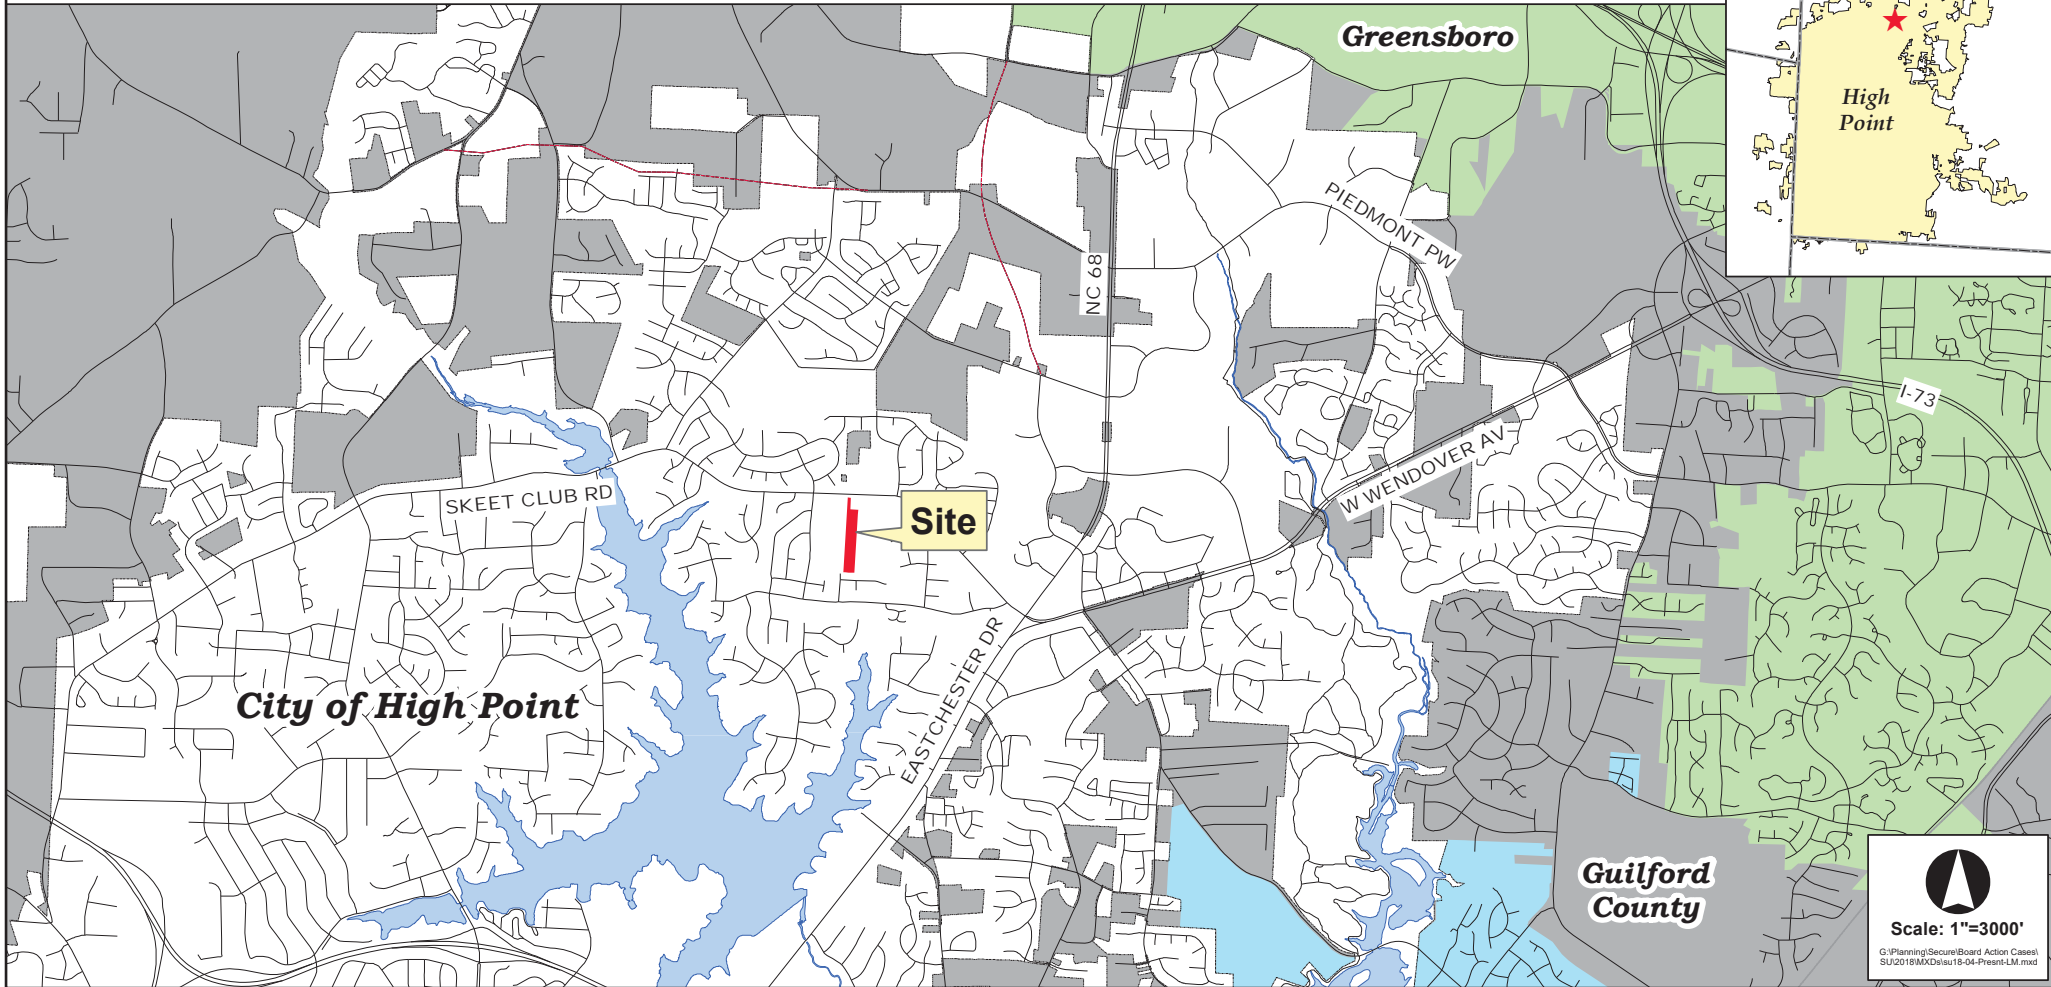 Greensboro
High
Point
PIEDMONT PW
NC 68
I-73
W WENDOVER AV
SKEET CLUB RD
Site
EASTCHESTER DR
City of High Point
Guilford
County
Scale: 1"=3000'
G:\Planning\Secure\Board Action Cases\
SU\2018\MXDs\su18-04-Presnt-LM.mxd